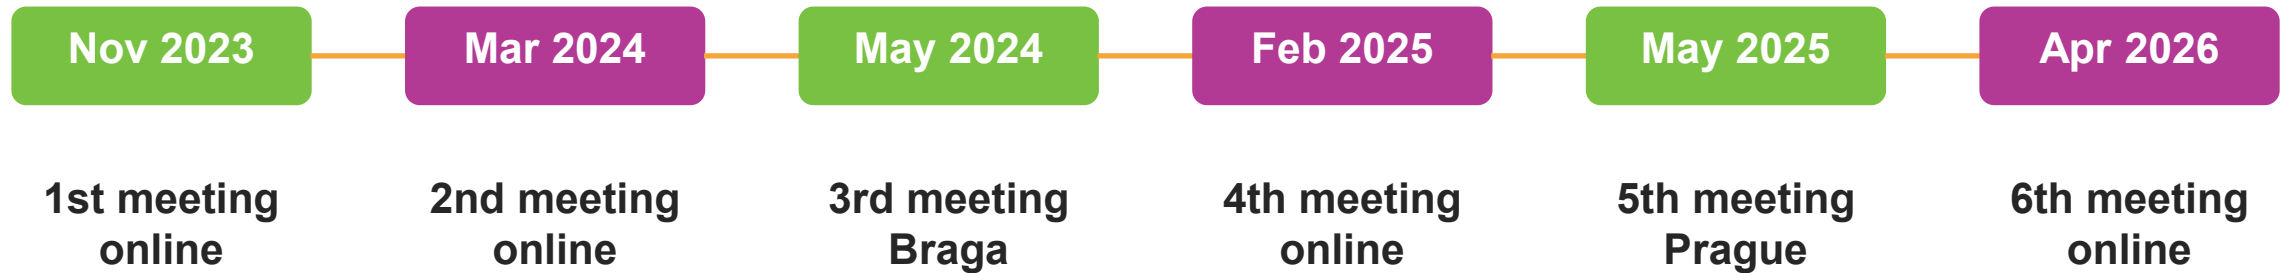 Nov 2023
Mar 2024
May 2024
Feb 2025
May 2025
Apr 2026
1st meeting
online
2nd meeting
online
3rd meeting
Braga
4th meeting
online
5th meeting
Prague
6th meeting
online